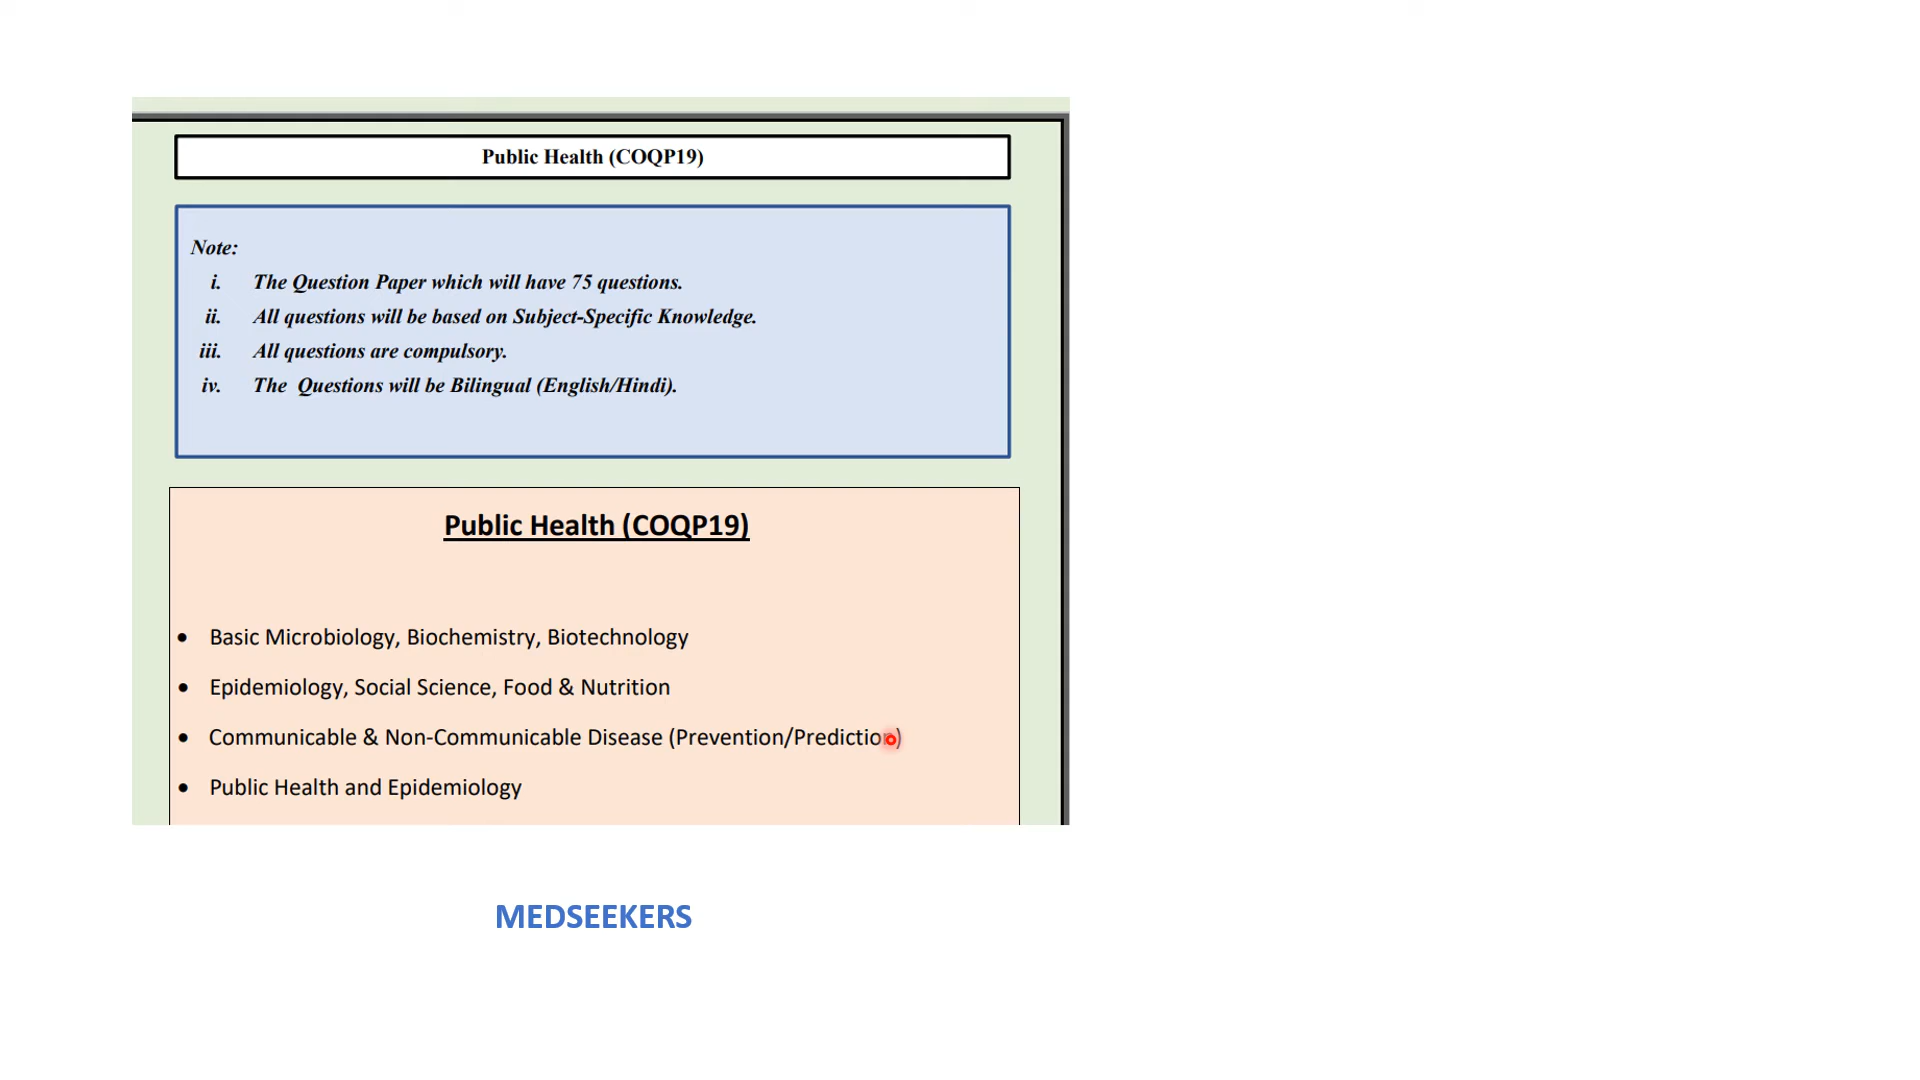 Public Health (COQP19)
Note:
i. The Question Paper which will have 75 questions.
ii. All questions will be based on Subject-Specific Knowledge.
iii. All questions are compulsory.
iv. The Questions will be Bilingual (English/Hindi).
Public Health (COQP19)
• Basic Microbiology, Biochemistry, Biotechnology
• Epidemiology, Social Science, Food & Nutrition
• Communicable & Non-Communicable Disease (Prevention/Prediction)
• Public Health and Epidemiology
MEDSEEKERS